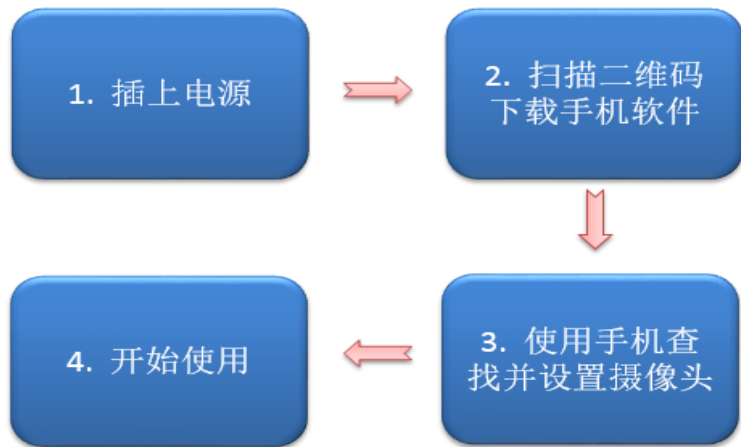 1. 插上电源
2. 扫描二维码
下载手机软件
3. 使用手机查
找并设置摄像头
4. 开始使用